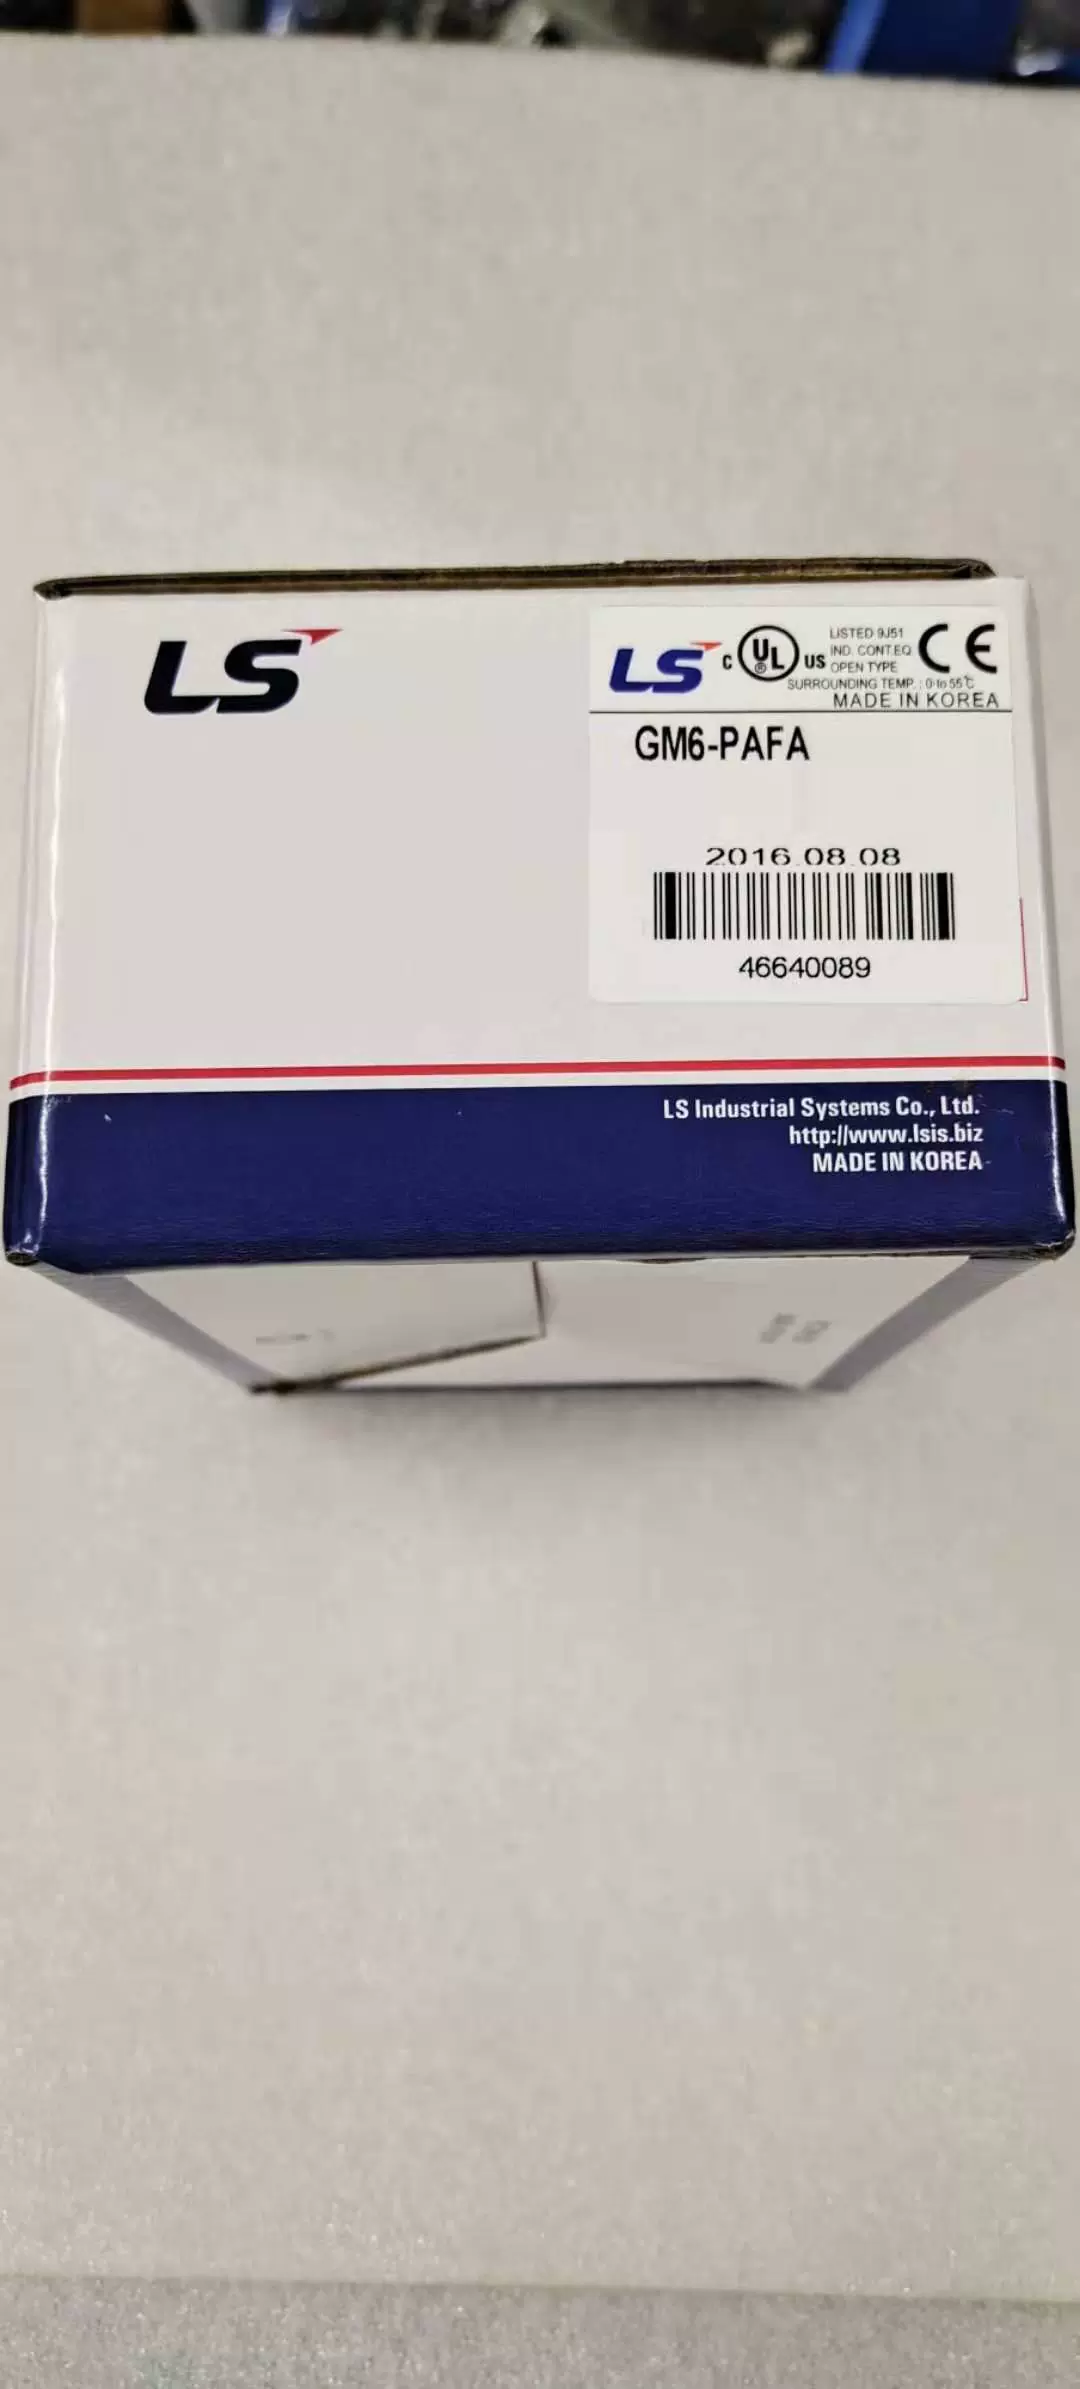 LS
LS c UL US LISTED 9J51
IND. CONT.EQ
OPEN TYPE
CE
SURROUNDING TEMP. : 0 to 55℃
MADE IN KOREA
GM6-PAFA
2016.08.08
46640089
LS Industrial Systems Co., Ltd.
http://www.lsis.biz
MADE IN KOREA